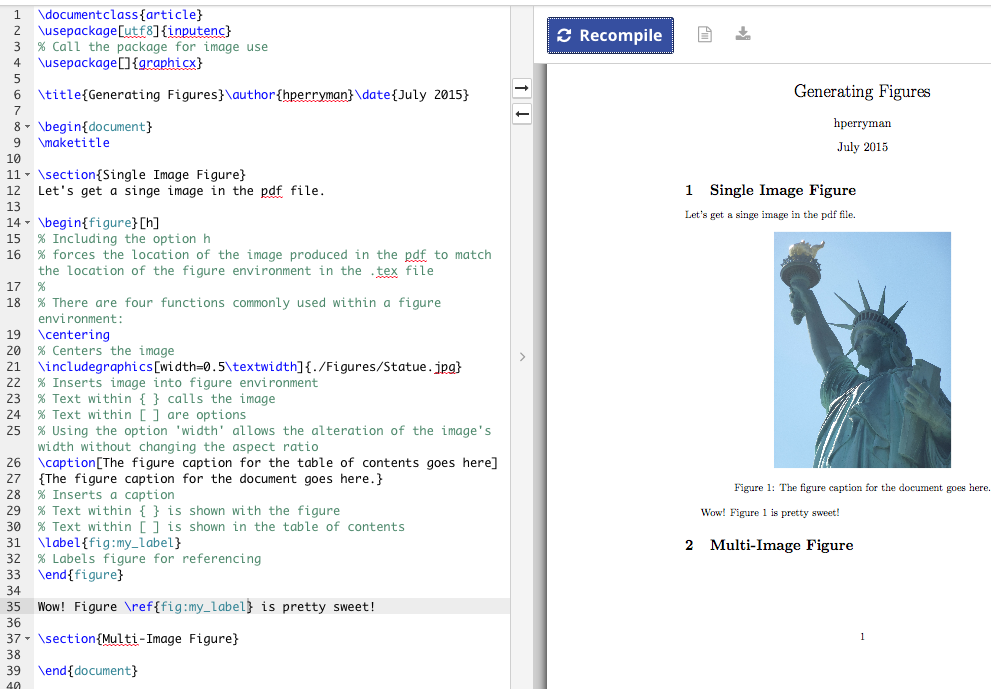 1 \documentclass{article}
2 \usepackage[utf8]{inputenc}
3 % Call the package for image use
4 \usepackage[]{graphicx}
5
6 \title{Generating Figures}\author{hperryman}\date{July 2015}
7
8 \begin{document}
9 \maketitle
10
11 \section{Single Image Figure}
12 Let's get a singe image in the pdf file.
13
14 \begin{figure}[h]
15 % Including the option h
16 % forces the location of the image produced in the pdf to match
the location of the figure environment in the .tex file
17 %
18 % There are four functions commonly used within a figure
environment:
19 \centering
20 % Centers the image
21 \includegraphics[width=0.5\textwidth]{./Figures/Statue.jpg}
22 % Inserts image into figure environment
23 % Text within { } calls the image
24 % Text within [ ] are options
25 % Using the option 'width' allows the alteration of the image's
width without changing the aspect ratio
26 \caption[The figure caption for the table of contents goes here]
27 {The figure caption for the document goes here.}
28 % Inserts a caption
29 % Text within { } is shown with the figure
30 % Text within [ ] is shown in the table of contents
31 \label{fig:my_label}
32 % Labels figure for referencing
33 \end{figure}
34
35 Wow! Figure \ref{fig:my_label} is pretty sweet!
36
37 \section{Multi-Image Figure}
38
39 \end{document}
40
Recompile
Generating Figures
hperryman
July 2015
1 Single Image Figure
Let's get a singe image in the pdf file.
Figure 1: The figure caption for the document goes here.
Wow! Figure 1 is pretty sweet!
2 Multi-Image Figure
1